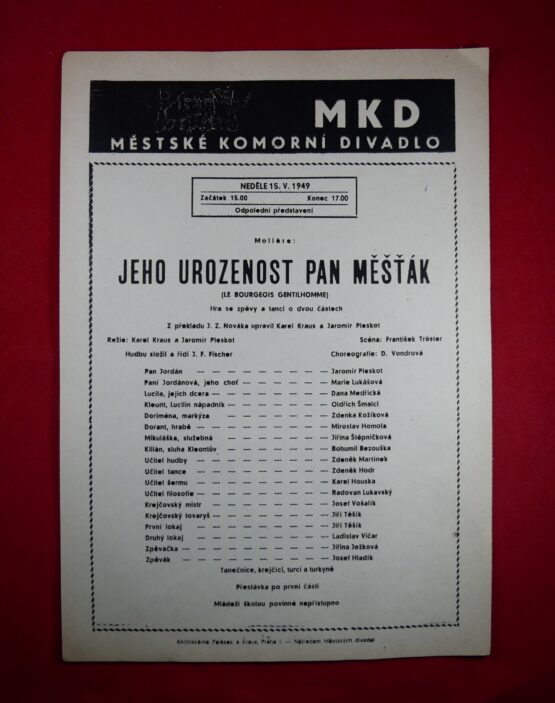 MKD
MĚSTSKÉ KOMORNÍ DIVADLO
NEDĚLE 15. V. 1949
Začátek 15.00 Konec 17.00
Odpolední představení
Molière:
JEHO UROZENOST PAN MĚŠŤÁK
(LE BOURGEOIS GENTILHOMME)
Hra se zpěvy a tanci o dvou částech
Z překladu J. Z. Nováka upravil Karel Kraus a Jaromír Pleskot
Režie: Karel Kraus a Jaromír Pleskot Scéna: František Tröster
Hudbu složil a řídí J. F. Fischer Choreografie: D. Vondrová
Pan Jordán — — — — — — — — Jaromír Pleskot
Paní Jordánová, jeho choť — — — — — — Marie Lukášová
Lucila, jejich dcera — — — — — — — Dana Medřická
Kleont, Lucilin nápadník — — — — — — Oldřich Šmalcl
Doriména, markýza — — — — — — — Zdenka Kožíková
Dorant, hrabě — — — — — — — — Miroslav Homola
Mikuláška, služebná — — — — — — — Jiřina Štěpničková
Kilián, sluha Kleontův — — — — — — — Bohumil Bezouška
Učitel hudby — — — — — — — — Zdeněk Martínek
Učitel tance — — — — — — — — Zdeněk Hodr
Učitel šermu — — — — — — — — Karel Houska
Učitel filosofie — — — — — — — — Radovan Lukavský
Krejčovský mistr — — — — — — — Josef Vošalík
Krejčovský tovaryš — — — — — — — Jiří Těšík
První lokaj — — — — — — — — Jiří Těšík
Druhý lokaj — — — — — — — — Ladislav Vičar
Zpěvačka — — — — — — — — Jiřina Ježková
Zpěvák — — — — — — — — Josef Hladík
Tanečnice, krejčíci, turci a turkyně
Přestávka po první části
Mládeži školou povinné nepřístupno
Knihtiskárna a Kraus, Praha I. — Nákladem Městských divadel